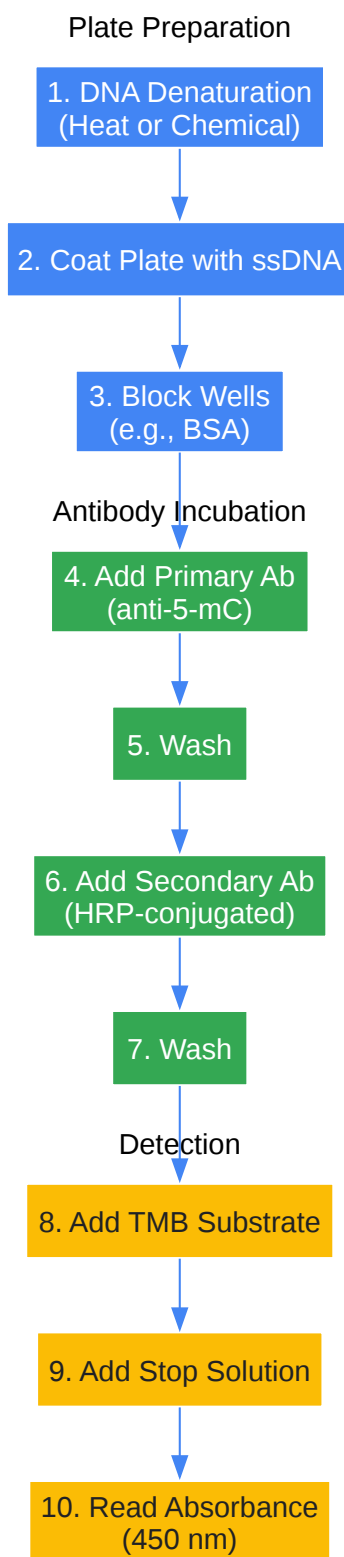 Plate Preparation
1. DNA Denaturation
(Heat or Chemical)
2. Coat Plate with ssDNA
3. Block Wells
(e.g., BSA)
Antibody Incubation
4. Add Primary Ab
(anti-5-mC)
5. Wash
6. Add Secondary Ab
(HRP-conjugated)
7. Wash
Detection
8. Add TMB Substrate
9. Add Stop Solution
10. Read Absorbance
(450 nm)